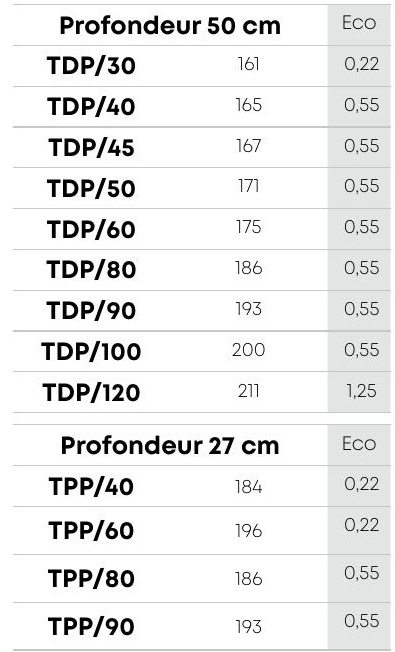 Profondeur 50 cm Eco
TDP/30 161 0,22
TDP/40 165 0,55
TDP/45 167 0,55
TDP/50 171 0,55
TDP/60 175 0,55
TDP/80 186 0,55
TDP/90 193 0,55
TDP/100 200 0,55
TDP/120 211 1,25
Profondeur 27 cm Eco
TPP/40 184 0,22
TPP/60 196 0,22
TPP/80 186 0,55
TPP/90 193 0,55